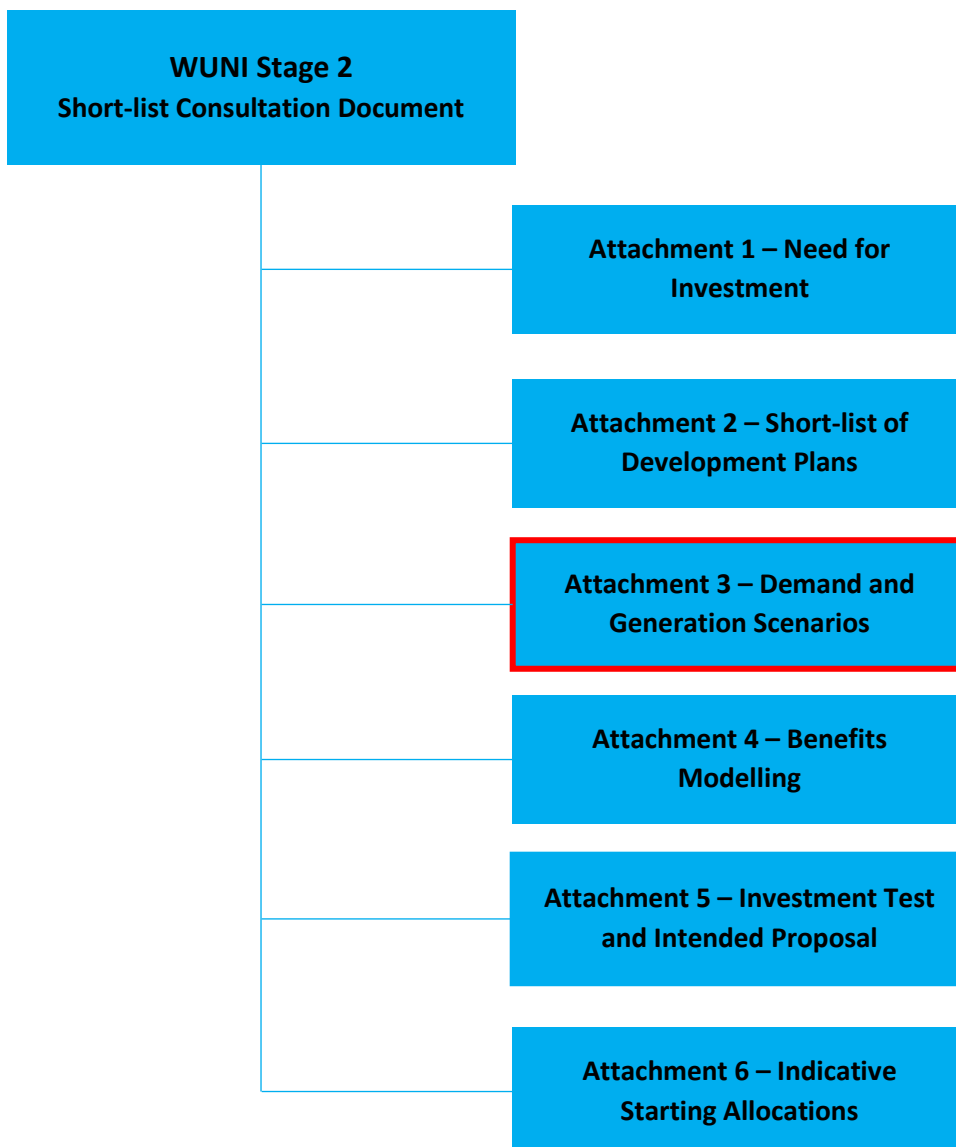 WUNI Stage 2
Short-list Consultation Document
Attachment 1 – Need for
Investment
Attachment 2 – Short-list of
Development Plans
Attachment 3 – Demand and
Generation Scenarios
Attachment 4 – Benefits
Modelling
Attachment 5 – Investment Test
and Intended Proposal
Attachment 6 – Indicative
Starting Allocations